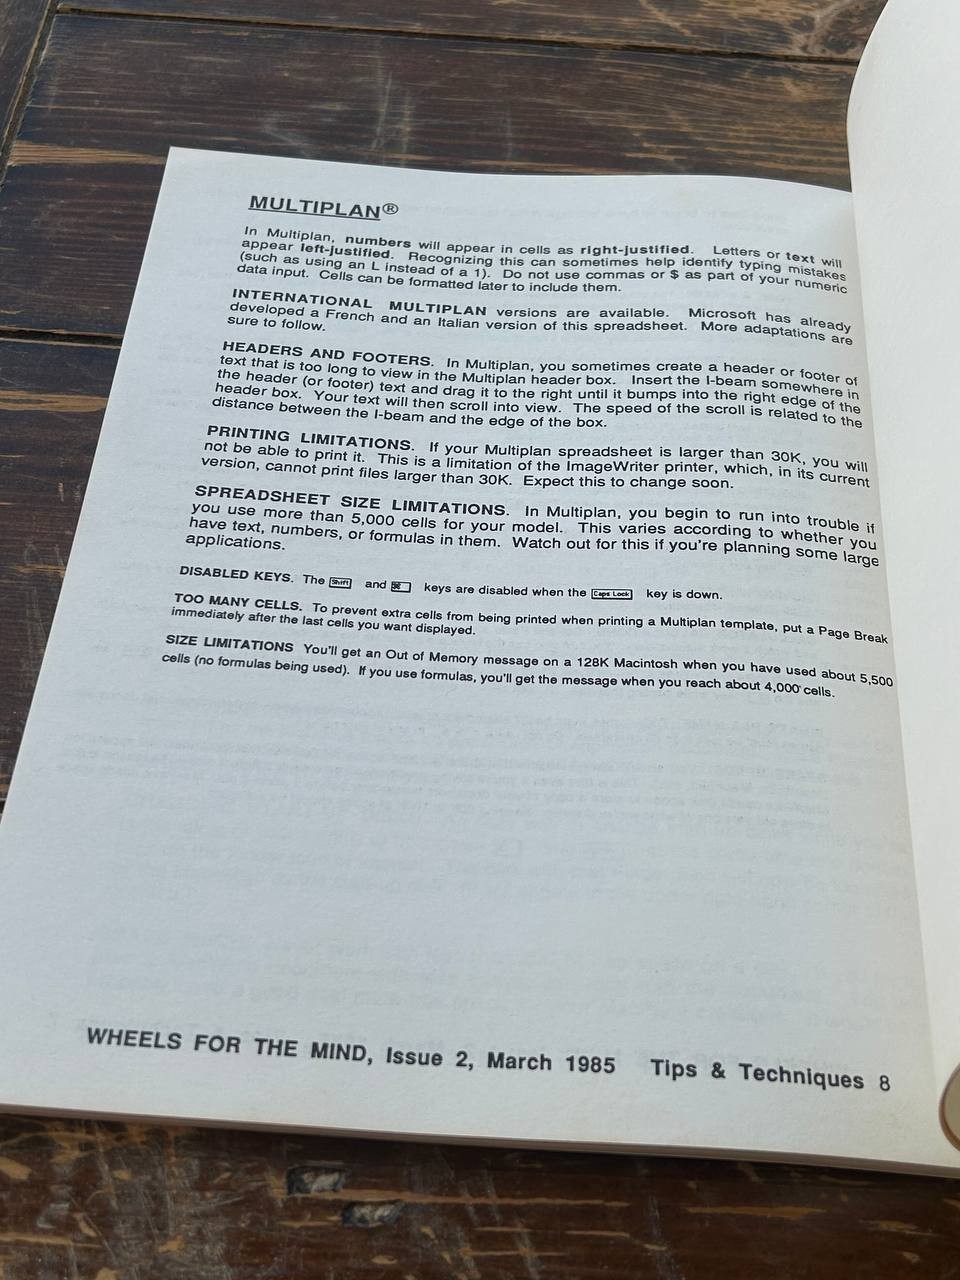 MULTIPLAN®
In Multiplan, numbers will appear in cells as right-justified. Letters or text will
appear left-justified. Recognizing this can sometimes help identify typing mistakes
(such as using an L instead of a 1). Do not use commas or $ as part of your numeric
data input. Cells can be formatted later to include them.
INTERNATIONAL MULTIPLAN versions are available. Microsoft has already
developed a French and an Italian version of this spreadsheet. More adaptations are
sure to follow.
HEADERS AND FOOTERS. In Multiplan, you sometimes create a header or footer of
text that is too long to view in the Multiplan header box. Insert the I-beam somewhere in
the header (or footer) text and drag it to the right until it bumps into the right edge of the
header box. Your text will then scroll into view. The speed of the scroll is related to the
distance between the I-beam and the edge of the box.
PRINTING LIMITATIONS. If your Multiplan spreadsheet is larger than 30K, you will
not be able to print it. This is a limitation of the ImageWriter printer, which, in its current
version, cannot print files larger than 30K. Expect this to change soon.
SPREADSHEET SIZE LIMITATIONS. In Multiplan, you begin to run into trouble if
you use more than 5,000 cells for your model. This varies according to whether you
have text, numbers, or formulas in them. Watch out for this if you're planning some large
applications.
DISABLED KEYS. The Shift and ⌘ keys are disabled when the Caps Lock key is down.
TOO MANY CELLS. To prevent extra cells from being printed when printing a Multiplan template, put a Page Break
immediately after the last cells you want displayed.
SIZE LIMITATIONS You'll get an Out of Memory message on a 128K Macintosh when you have used about 5,500
cells (no formulas being used). If you use formulas, you'll get the message when you reach about 4,000 cells.
WHEELS FOR THE MIND, Issue 2, March 1985 Tips & Techniques 8